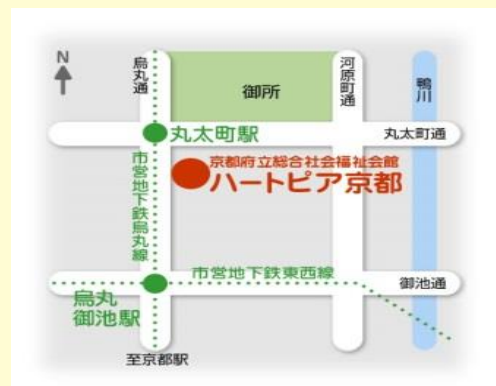 N
烏丸通
御所
河原町通
鴨川
丸太町駅
丸太町通
京都府立総合社会福祉会館
ハートピア京都
市営地下鉄烏丸線
市営地下鉄東西線
御池通
烏丸
御池駅
至京都駅